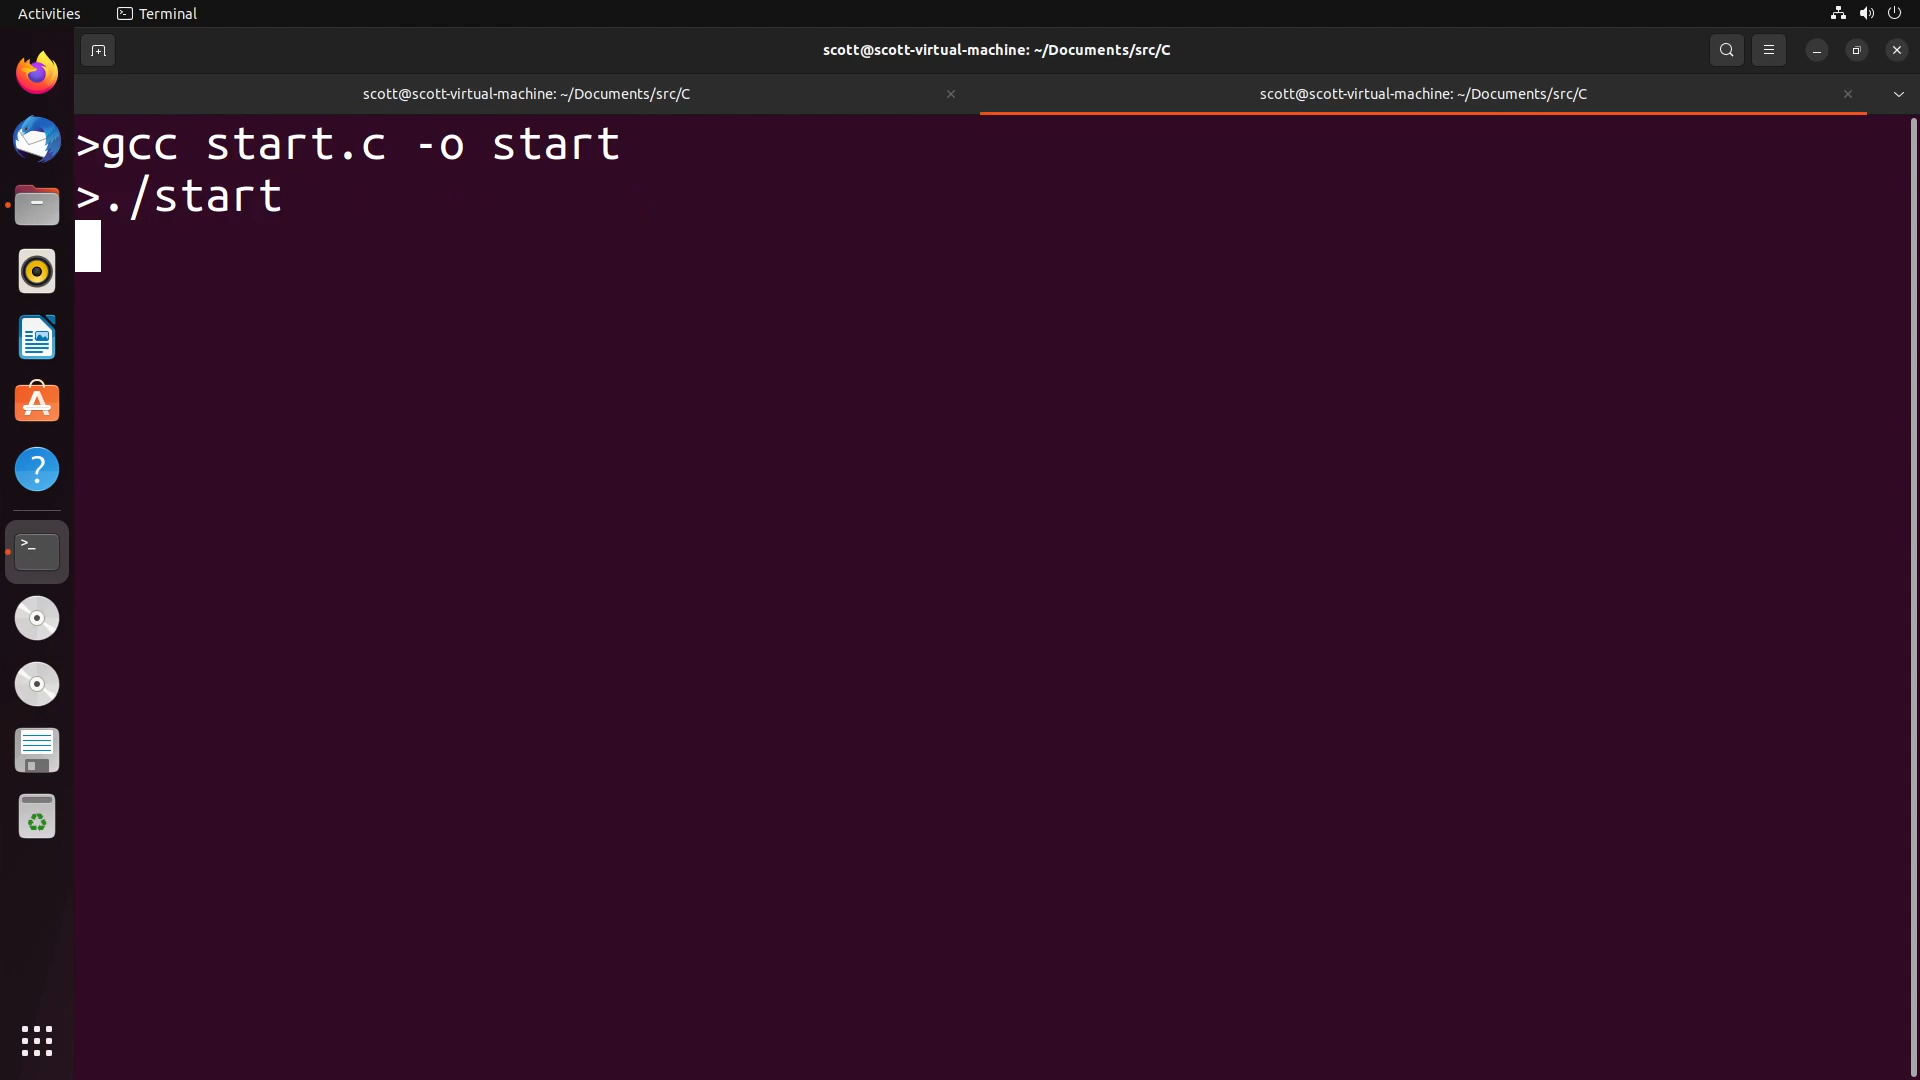 Activities
Terminal
scott@scott-virtual-machine: ~/Documents/src/C
scott@scott-virtual-machine: ~/Documents/src/C
scott@scott-virtual-machine: ~/Documents/src/C
>gcc start.c -o start
>./start